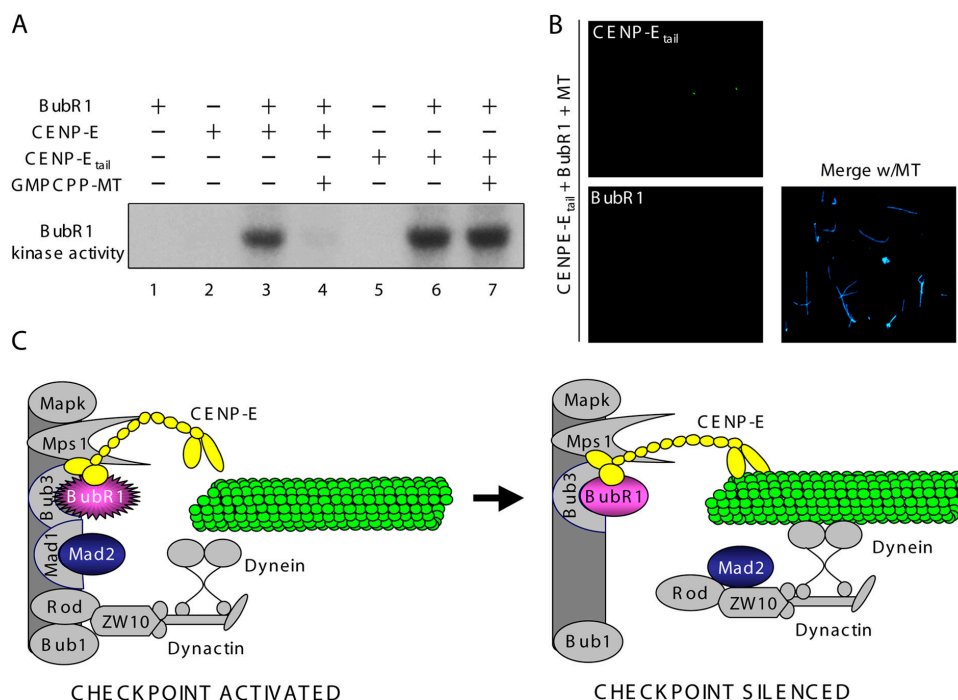 A
BubR1 + − + + − + +
CENP-E − + + + − − −
CENP-Etail − − − − + + +
GMPCPP-MT − − − + − − +
BubR1
kinase activity
1 2 3 4 5 6 7
B
CENPE-Etail + BubR1 + MT
CENP-Etail
BubR1
Merge w/MT
C
Mapk
Mps1
CENP-E
Bub3
BubR1
Mad1
Mad2
Rod
ZW10
Bub1
Dynein
Dynactin
CHECKPOINT ACTIVATED
Mapk
Mps1
CENP-E
Bub3
BubR1
Dynein
Mad2
Rod
ZW10
Bub1
Dynactin
CHECKPOINT SILENCED